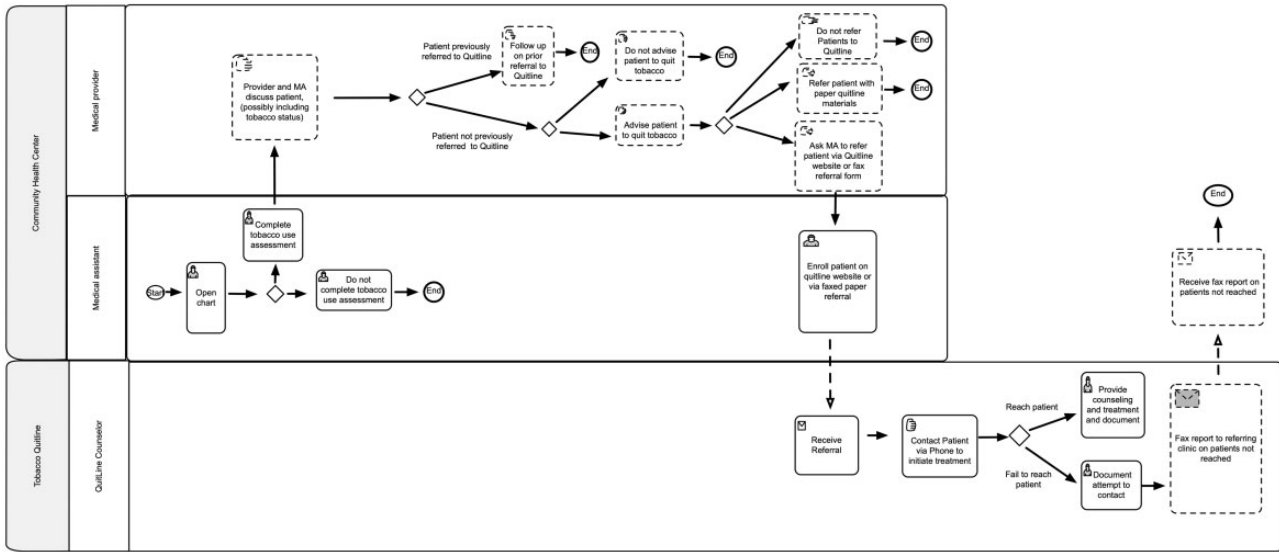 Community Health Center
Medical provider
Provider and MA
discuss patient,
(possibly including
tobacco status)
Patient previously
referred to Quitline
Patient not previously
referred to Quitline
Follow up
on prior
referral to
Quitline
End
Do not advise
patient to quit
tobacco
End
Advise patient
to quit tobacco
Do not refer
Patients to
Quitline
End
Refer patient with
paper quitline
materials
End
Ask MA to refer
patient via Quitline
website or fax
referral form
Medical assistant
Start
Open
chart
Complete
tobacco use
assessment
Do not
complete tobacco
use assessment
End
Enroll patient on
quitline website or
via faxed paper
referral
End
Receive fax report on
patients not reached
Tobacco Quitline
QuitLine Counselor
Receive
Referral
Contact Patient
via Phone to
initiate treatment
Reach patient
Fail to reach
patient
Provide
counseling
and treatment
and document
Document
attempt to
contact
Fax report to referring
clinic on patients not
reached